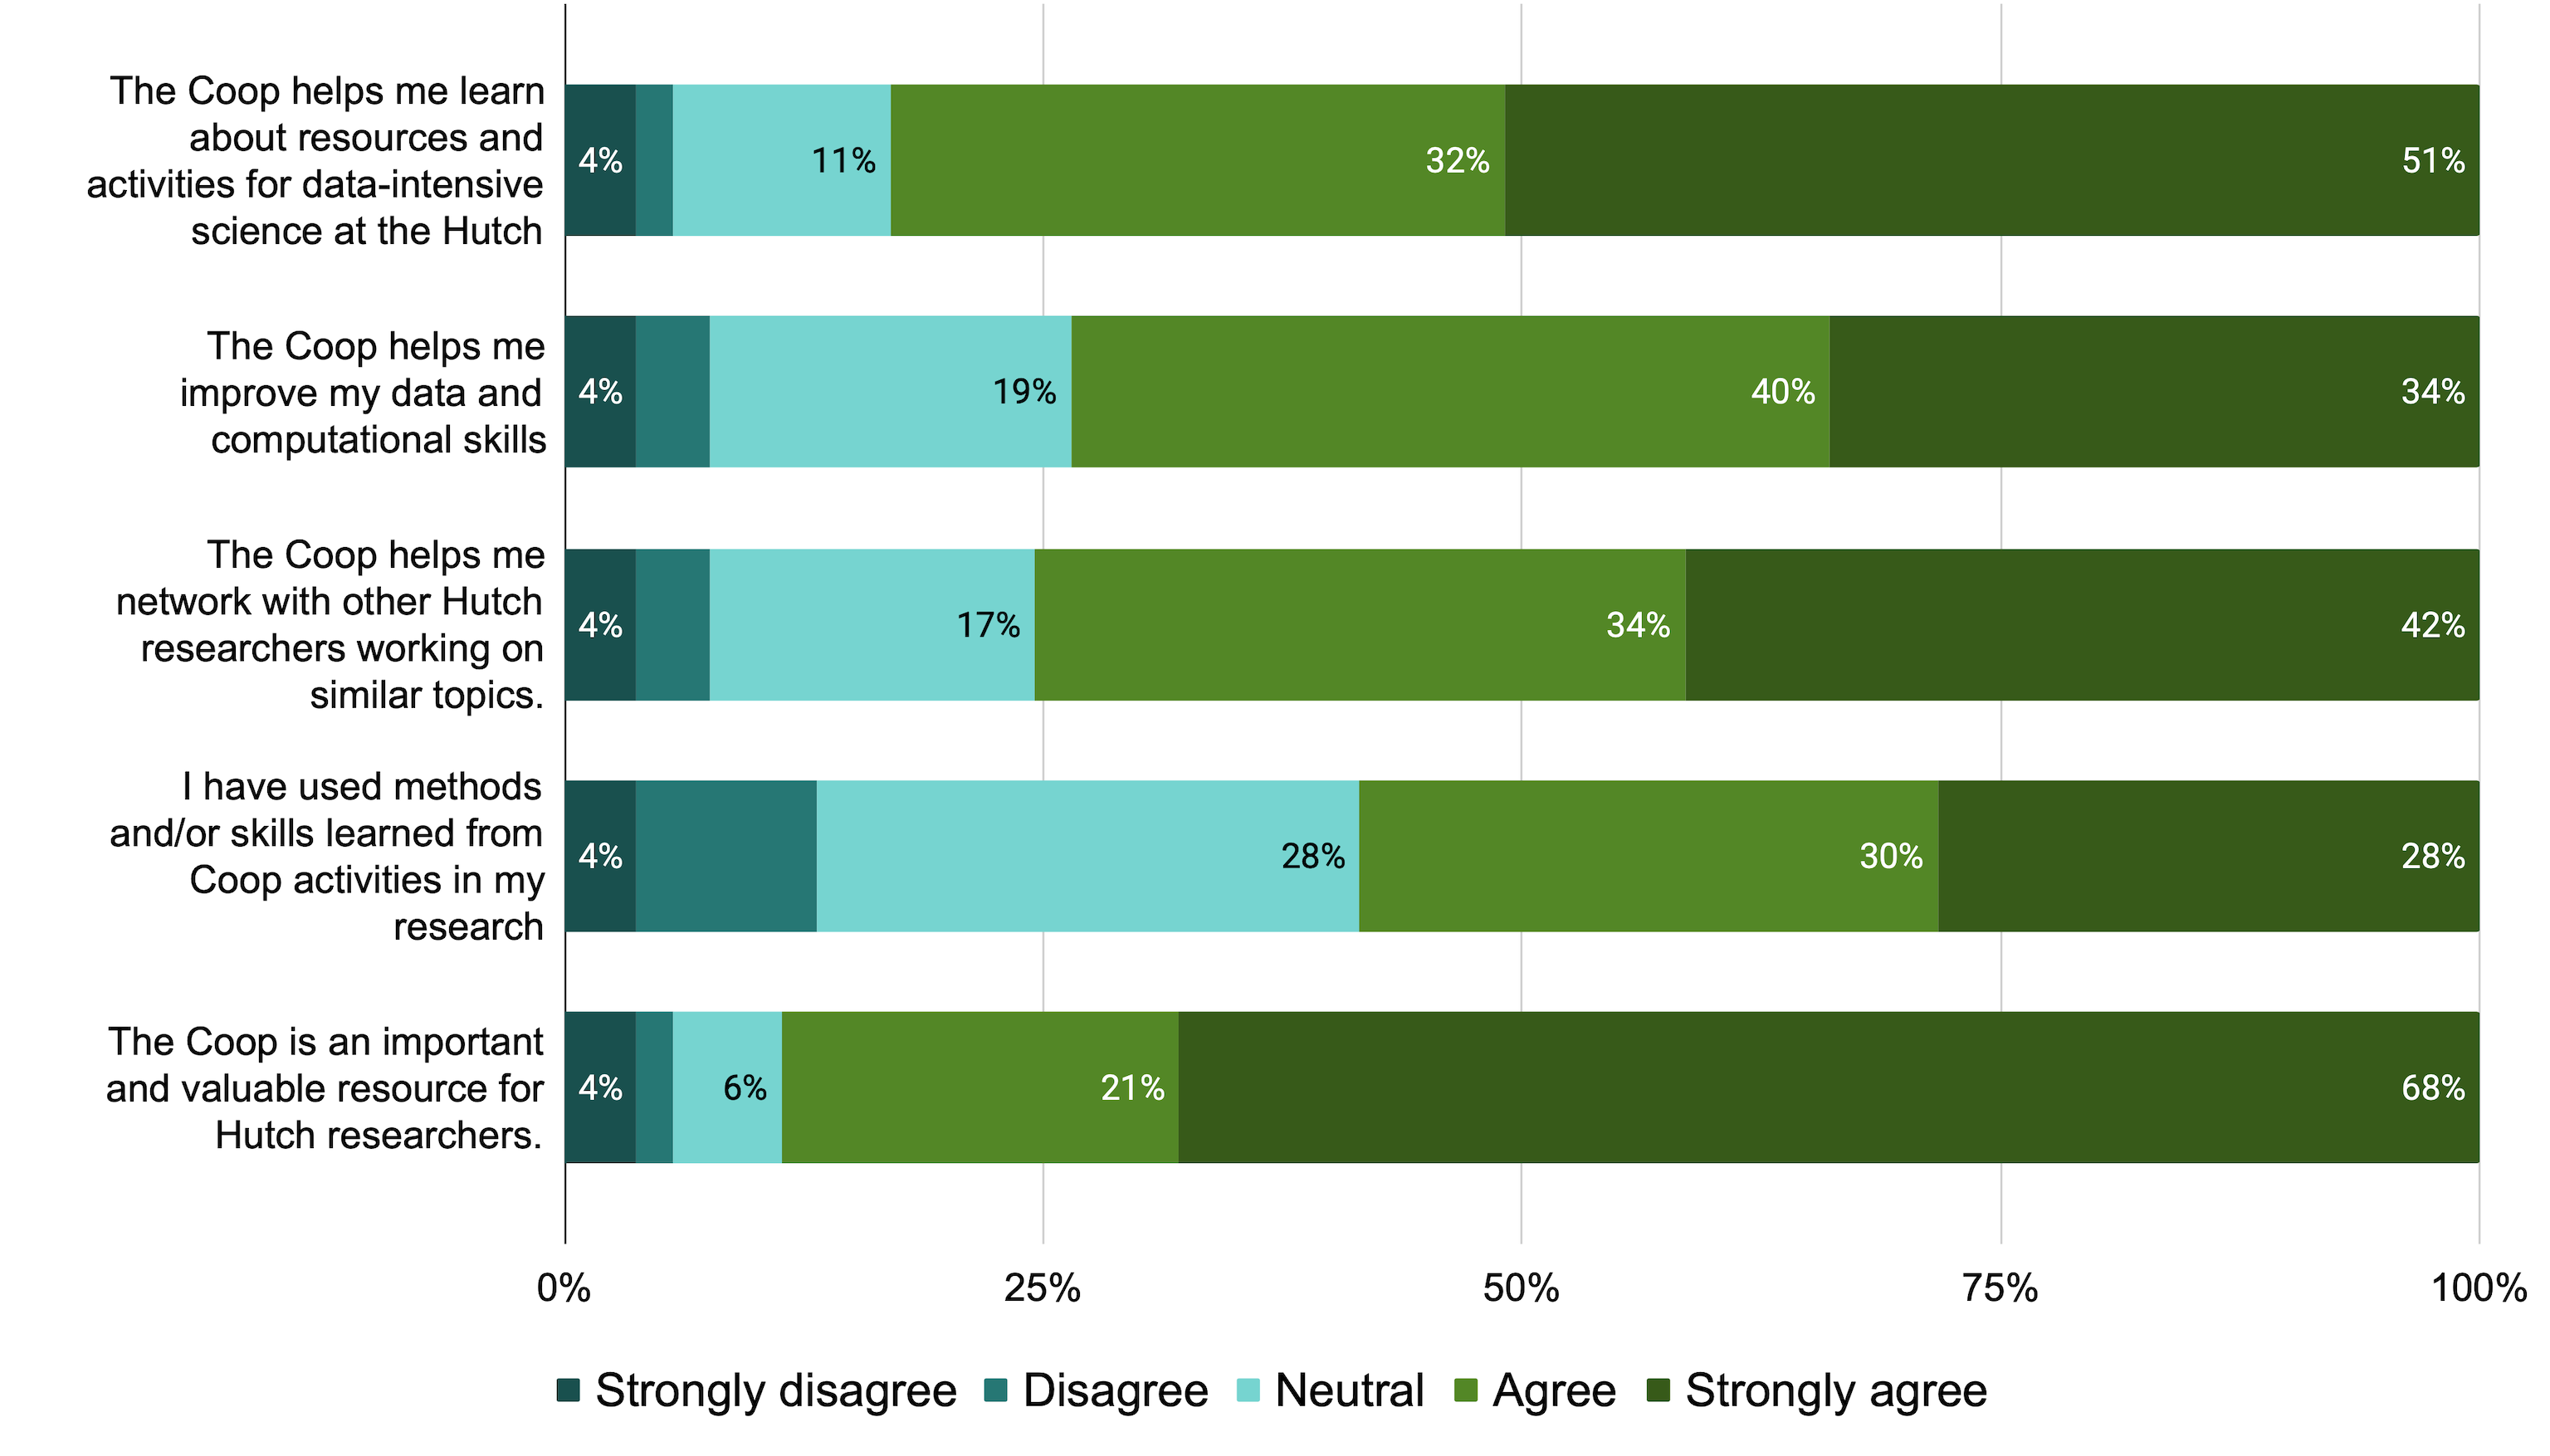 The Coop helps me learn
about resources and
activities for data-intensive
science at the Hutch
4% 11% 32% 51%
The Coop helps me
improve my data and
computational skills
4% 19% 40% 34%
The Coop helps me
network with other Hutch
researchers working on
similar topics.
4% 17% 34% 42%
I have used methods
and/or skills learned from
Coop activities in my
research
4% 28% 30% 28%
The Coop is an important
and valuable resource for
Hutch researchers.
4% 6% 21% 68%
0% 25% 50% 75% 100%
Strongly disagree Disagree Neutral Agree Strongly agree